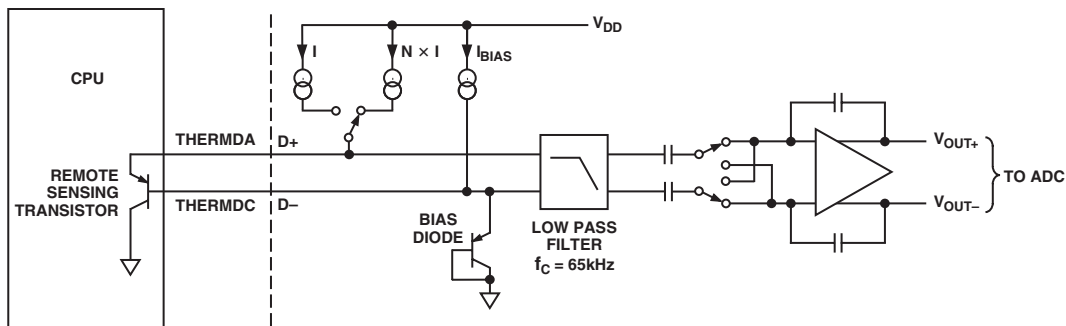 CPU
I
N × I
I_BIAS
V_DD
THERMDA
D+
REMOTE
SENSING
TRANSISTOR
THERMDC
D–
BIAS
DIODE
LOW PASS
FILTER
f_C = 65kHz
V_OUT+
TO ADC
V_OUT–